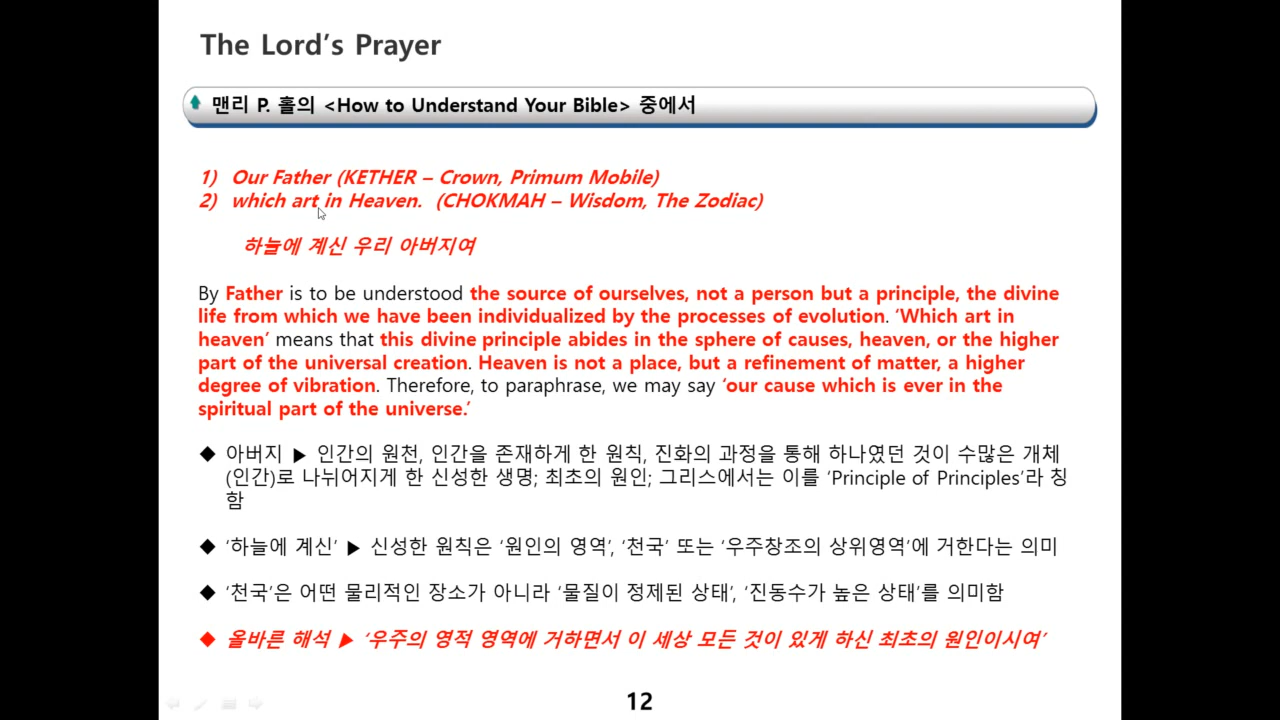 The Lord’s Prayer
맨리 P. 홀의 <How to Understand Your Bible> 중에서
1) Our Father (KETHER – Crown, Primum Mobile)
2) which art in Heaven. (CHOKMAH – Wisdom, The Zodiac)
하늘에 계신 우리 아버지여
By Father is to be understood the source of ourselves, not a person but a principle, the divine
life from which we have been individualized by the processes of evolution. ‘Which art in
heaven’ means that this divine principle abides in the sphere of causes, heaven, or the higher
part of the universal creation. Heaven is not a place, but a refinement of matter, a higher
degree of vibration. Therefore, to paraphrase, we may say ‘our cause which is ever in the
spiritual part of the universe.’
◆ 아버지 ▶ 인간의 원천, 인간을 존재하게 한 원칙, 진화의 과정을 통해 하나였던 것이 수많은 개체
(인간)로 나뉘어지게 한 신성한 생명; 최초의 원인; 그리스에서는 이를 ‘Principle of Principles’라 칭
함
◆ ‘하늘에 계신’ ▶ 신성한 원칙은 ‘원인의 영역’, ‘천국’ 또는 ‘우주창조의 상위영역’에 거한다는 의미
◆ ‘천국’은 어떤 물리적인 장소가 아니라 ‘물질이 정제된 상태’, ‘진동수가 높은 상태’를 의미함
◆ 올바른 해석 ▶ ‘우주의 영적 영역에 거하면서 이 세상 모든 것이 있게 하신 최초의 원인이시여’
12